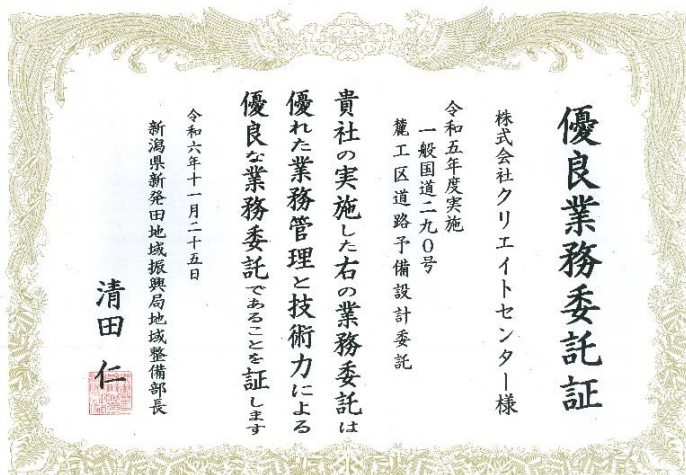 優良業務委託証
株式会社クリエイトセンター様
令和五年度実施
一般国道二九〇号
麓工区道路予備設計委託
貴社の実施した右の業務委託は
優れた業務管理と技術力による
優良な業務委託であることを証します
令和六年十一月二十五日
新潟県新発田地域振興局地域整備部長
清田 仁